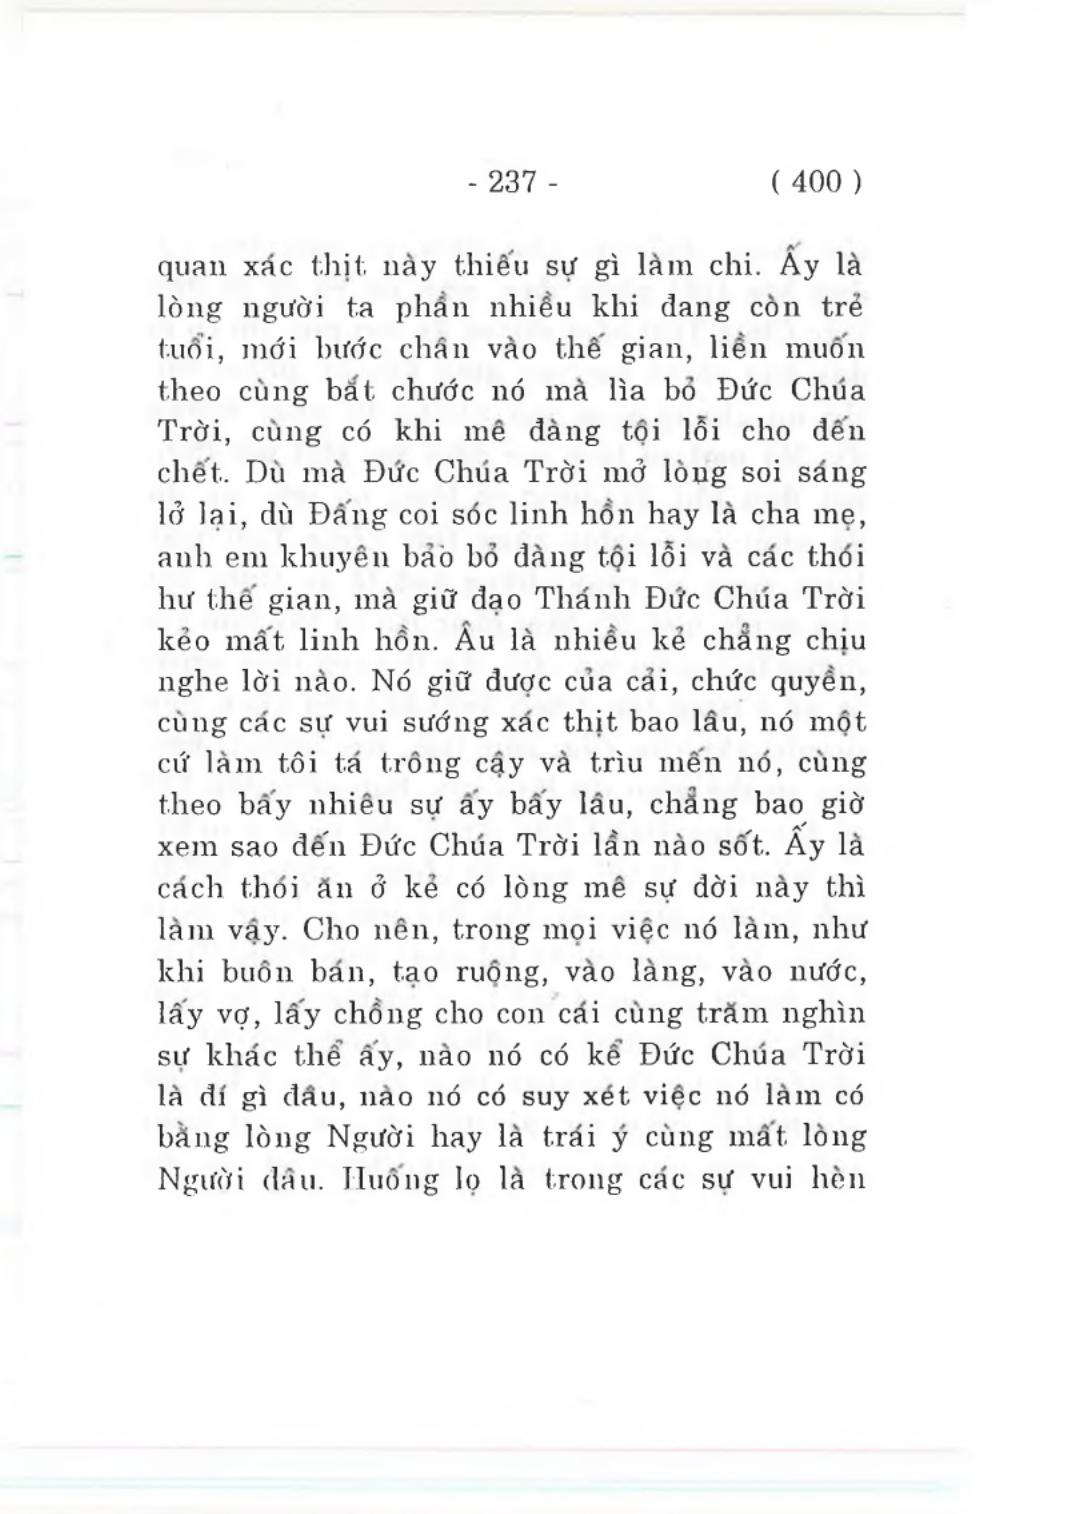 - 237 - ( 400 )
quan xác thịt này thiếu sự gì làm chi. Ấy là
lòng người ta phần nhiều khi đang còn trẻ
tuổi, mới bước chân vào thế gian, liền muốn
theo cùng bắt chước nó mà lìa bỏ Đức Chúa
Trời, cùng có khi mê đàng tội lỗi cho đến
chết. Dù mà Đức Chúa Trời mở lòng soi sáng
lở lại, dù Đấng coi sóc linh hồn hay là cha mẹ,
anh em khuyên bảo bỏ đàng tội lỗi và các thói
hư thế gian, mà giữ đạo Thánh Đức Chúa Trời
kẻo mất linh hồn. Âu là nhiều kẻ chẳng chịu
nghe lời nào. Nó giữ được của cải, chức quyền,
cùng các sự vui sướng xác thịt bao lâu, nó một
cứ làm tôi tá trông cậy và trìu mến nó, cùng
theo bấy nhiêu sự ấy bấy lâu, chẳng bao giờ
xem sao đến Đức Chúa Trời lần nào sốt. Ấy là
cách thói ăn ở kẻ có lòng mê sự đời này thì
làm vậy. Cho nên, trong mọi việc nó làm, như
khi buôn bán, tạo ruộng, vào làng, vào nước,
lấy vợ, lấy chồng cho con cái cùng trăm nghìn
sự khác thể ấy, nào nó có kể Đức Chúa Trời
là đí gì đâu, nào nó có suy xét việc nó làm có
bằng lòng Người hay là trái ý cùng mất lòng
Người dâu. Huống lọ là trong các sự vui hèn